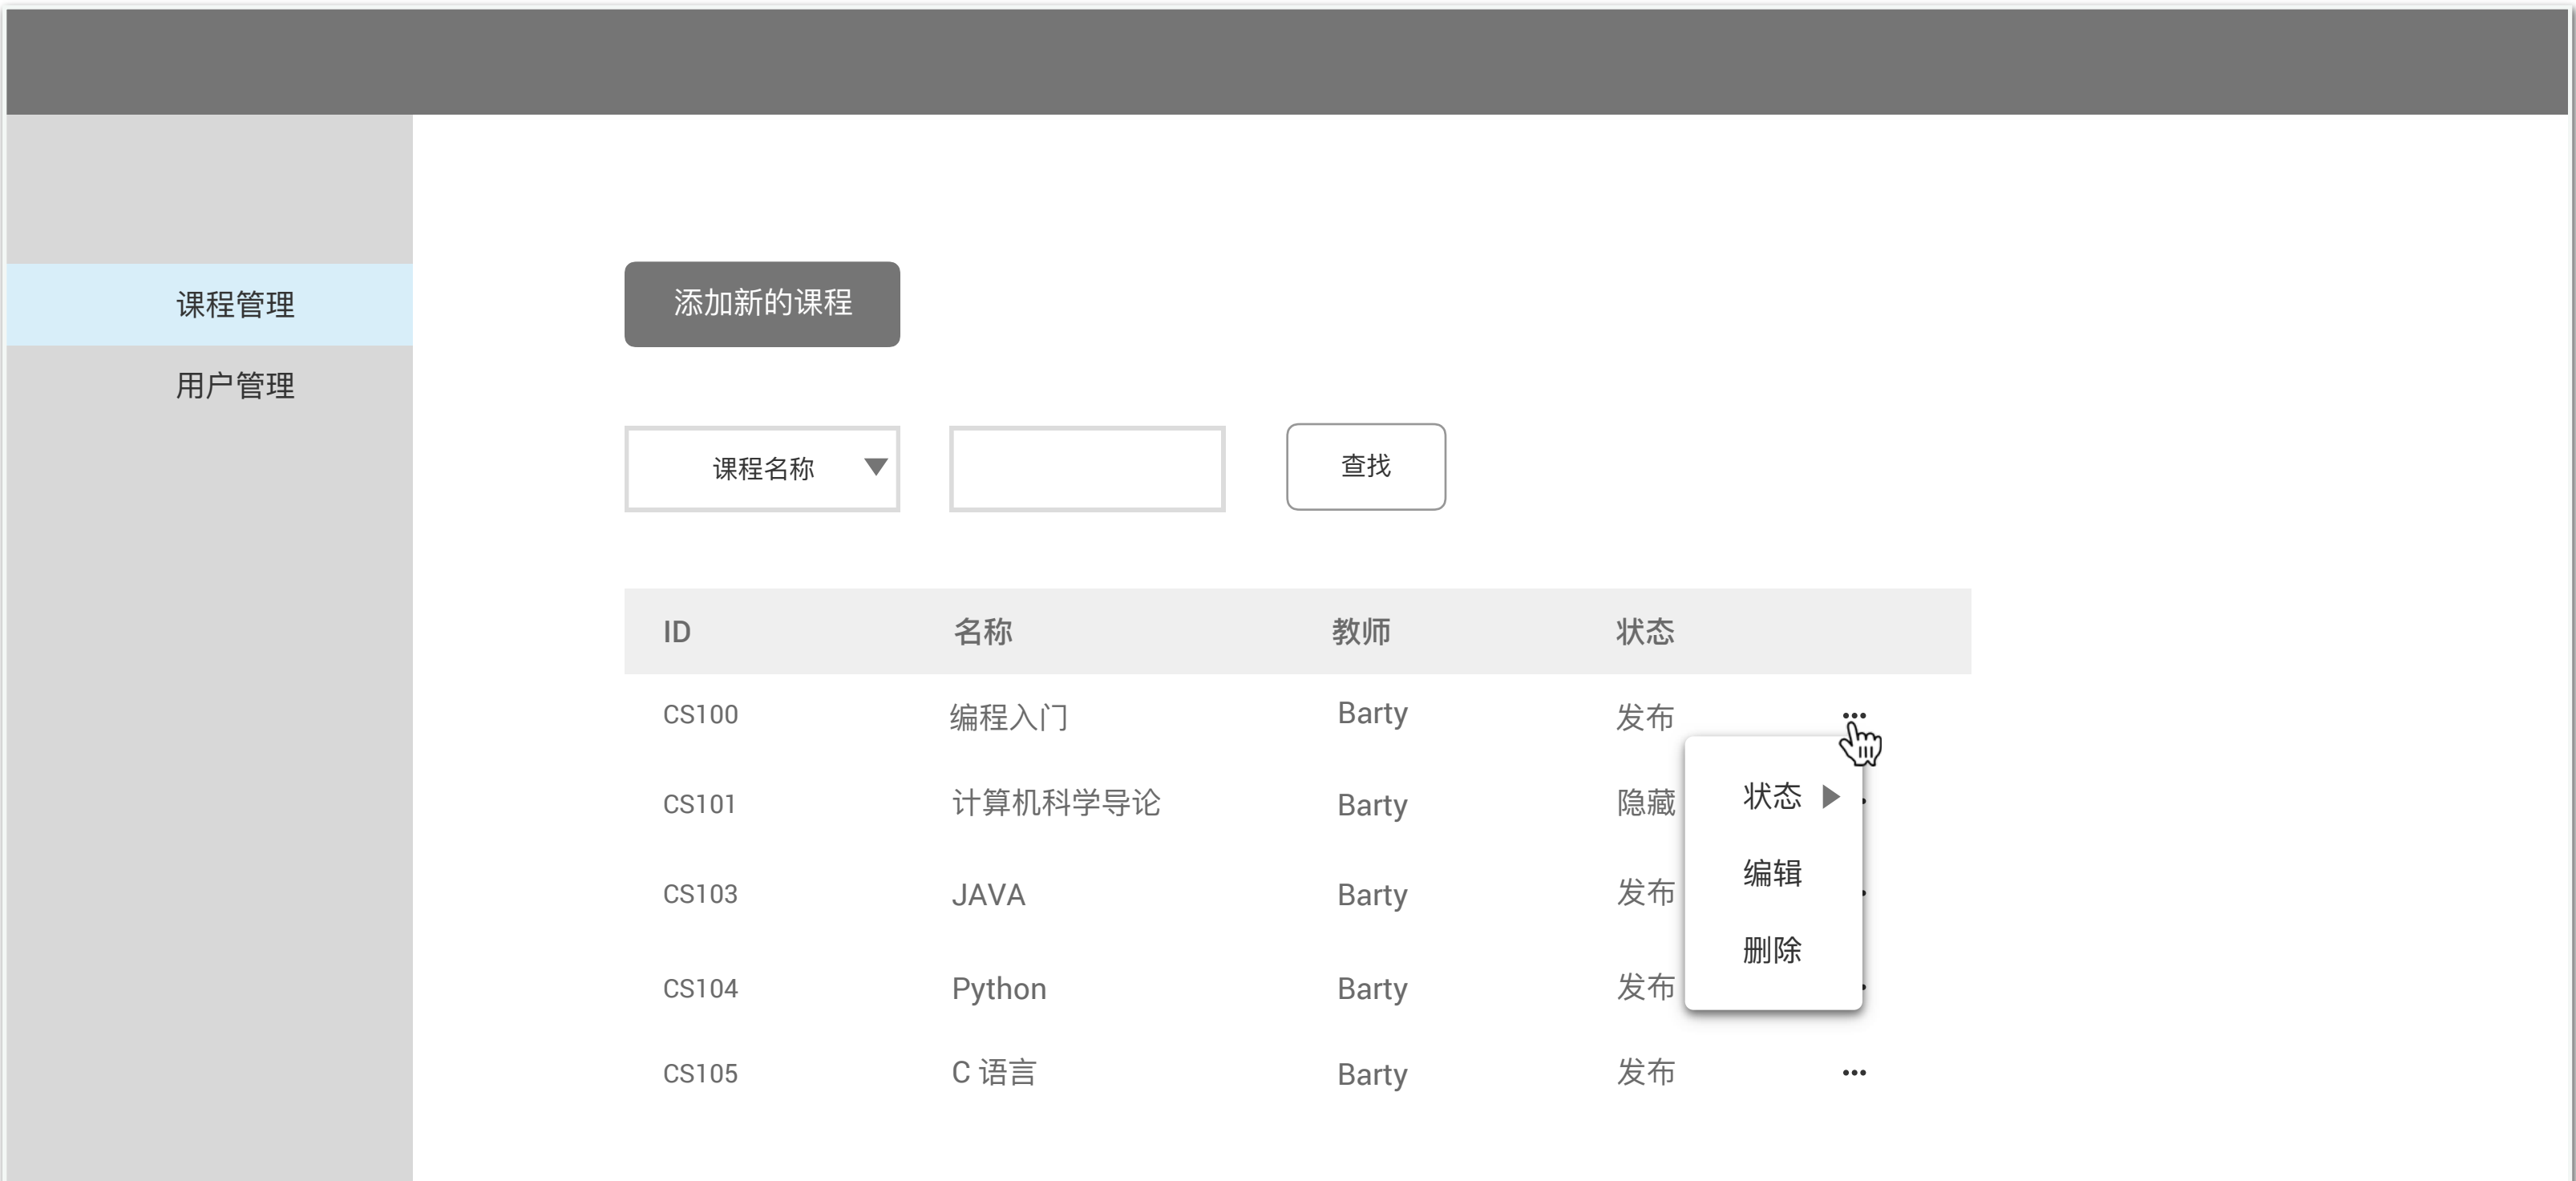 课程管理
用户管理
添加新的课程
课程名称
查找
ID 名称 教师 状态
CS100 编程入门 Barty 发布 •••
CS101 计算机科学导论 Barty 隐藏
CS103 JAVA Barty 发布
CS104 Python Barty 发布
CS105 C 语言 Barty 发布 •••
状态
编辑
删除